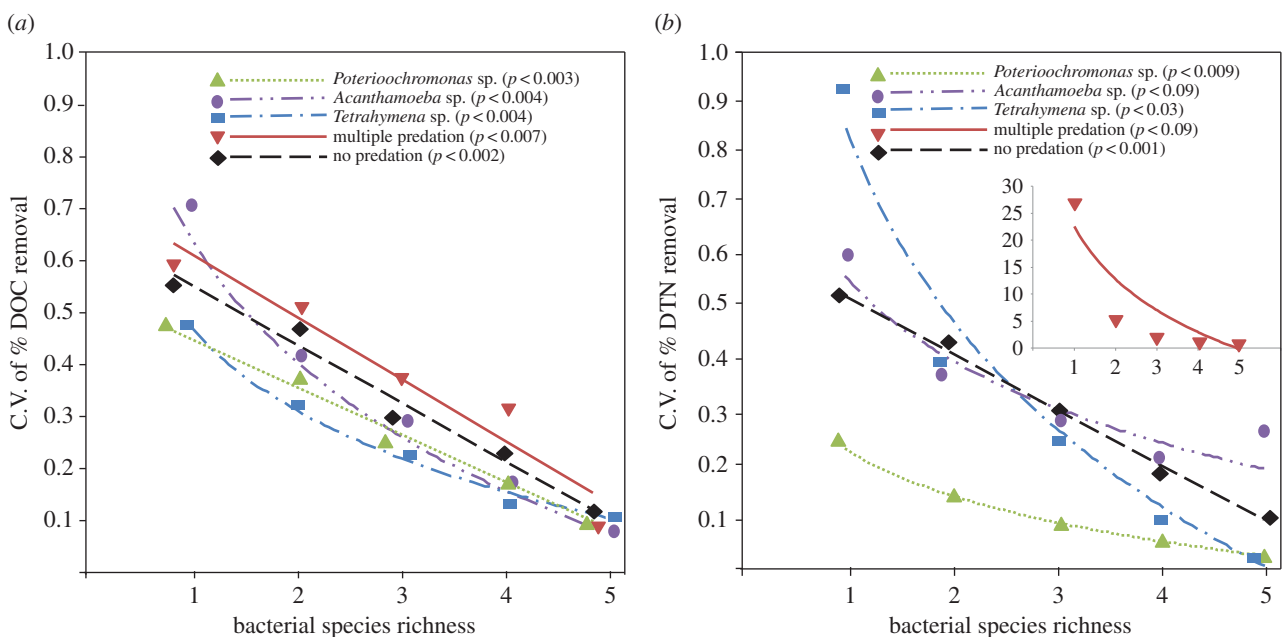 (a)
C.V. of % DOC removal
1.0
0.9
0.8
0.7
0.6
0.5
0.4
0.3
0.2
0.1
Poterioochromonas sp. (p < 0.003)
Acanthamoeba sp. (p < 0.004)
Tetrahymena sp. (p < 0.004)
multiple predation (p < 0.007)
no predation (p < 0.002)
1 2 3 4 5
bacterial species richness
(b)
C.V. of % DTN removal
1.0
0.9
0.8
0.7
0.6
0.5
0.4
0.3
0.2
0.1
Poterioochromonas sp. (p < 0.009)
Acanthamoeba sp. (p < 0.09)
Tetrahymena sp. (p < 0.03)
multiple predation (p < 0.09)
no predation (p < 0.001)
30
25
20
15
10
5
0
1 2 3 4 5
1 2 3 4 5
bacterial species richness